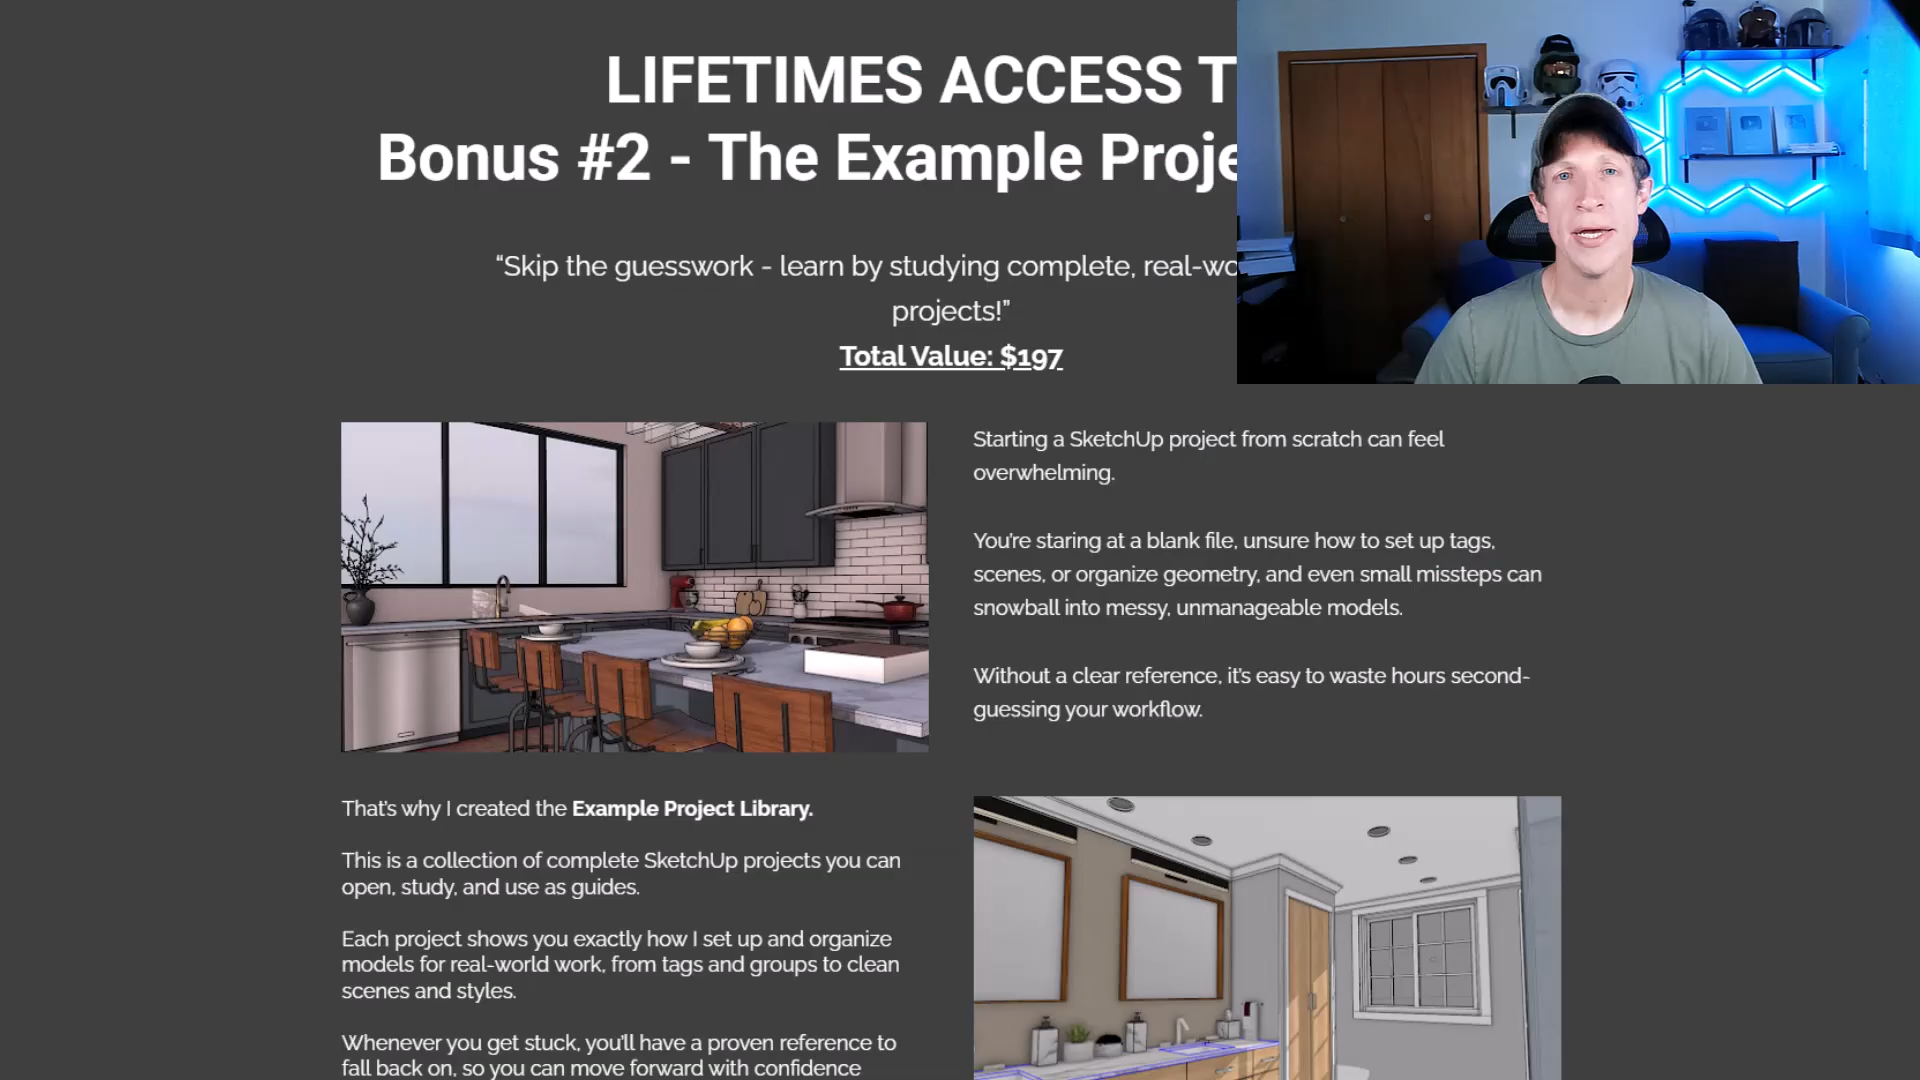 LIFETIMES ACCESS T
Bonus #2 - The Example Proje
“Skip the guesswork - learn by studying complete, real-wo
projects!”
Total Value: $197
Starting a SketchUp project from scratch can feel
overwhelming.
You’re staring at a blank file, unsure how to set up tags,
scenes, or organize geometry, and even small missteps can
snowball into messy, unmanageable models.
Without a clear reference, it’s easy to waste hours second-
guessing your workflow.
That’s why I created the Example Project Library.
This is a collection of complete SketchUp projects you can
open, study, and use as guides.
Each project shows you exactly how I set up and organize
models for real-world work, from tags and groups to clean
scenes and styles.
Whenever you get stuck, you’ll have a proven reference to
fall back on, so you can move forward with confidence